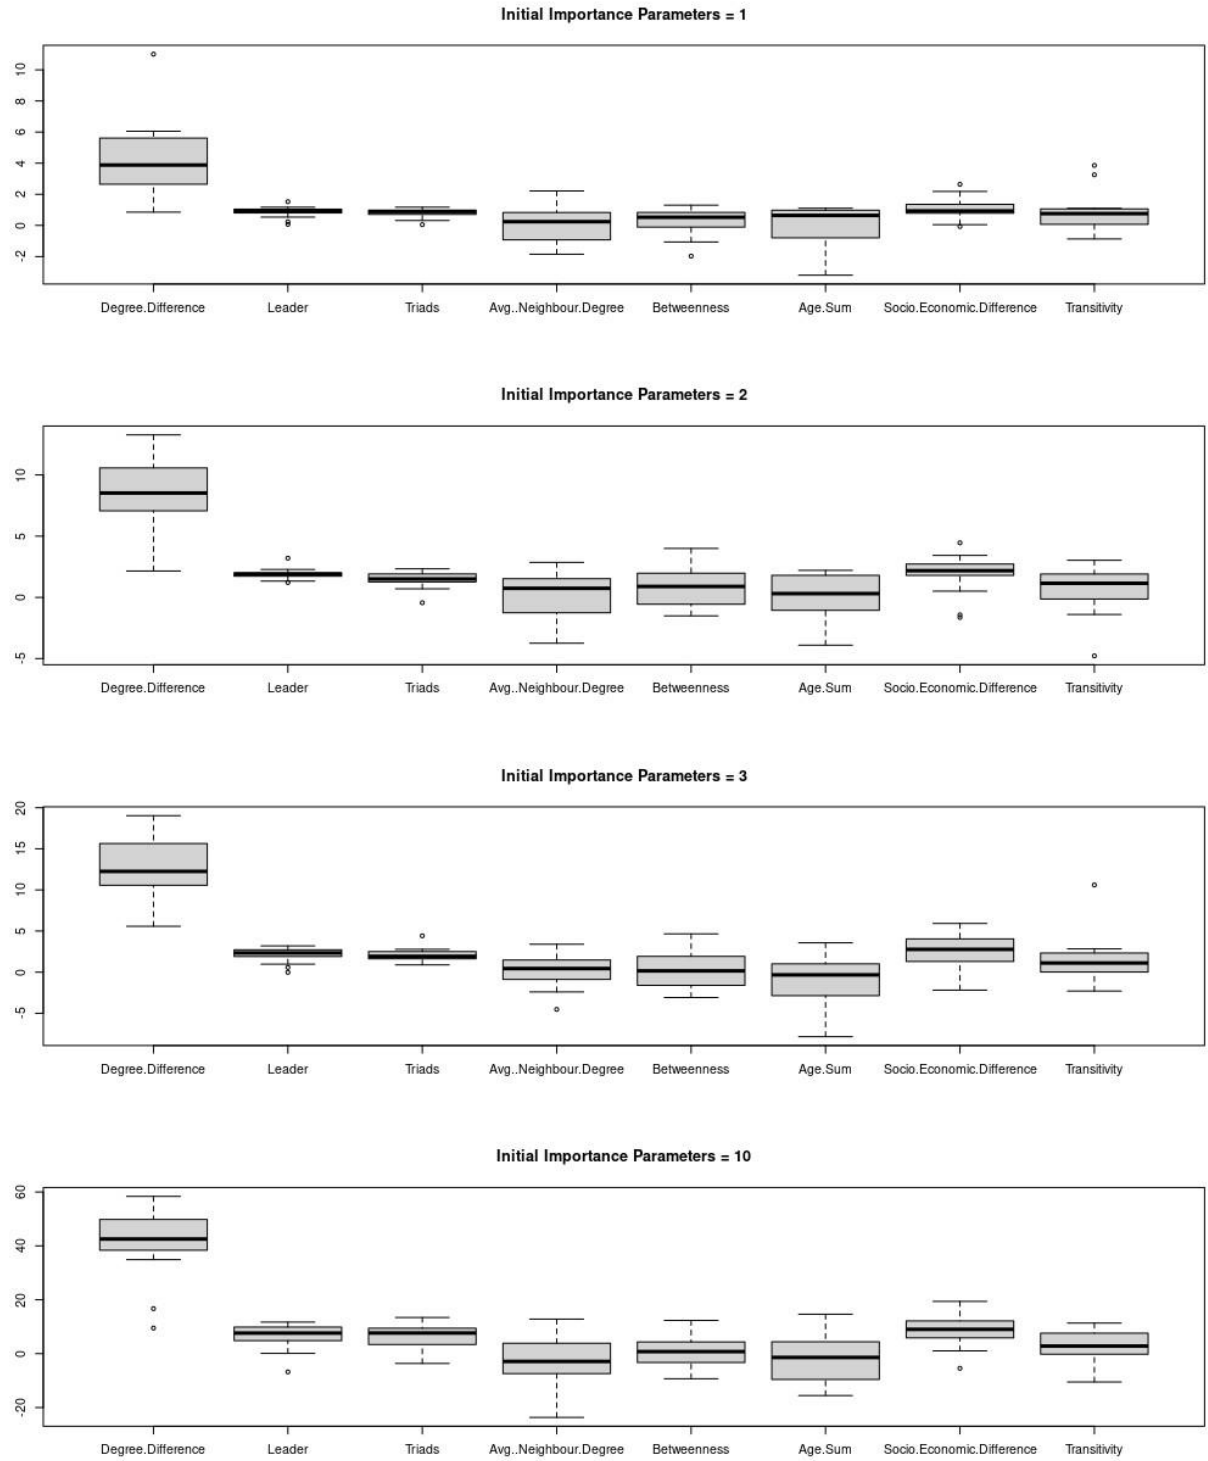 Initial Importance Parameters = 1
10
8
6
4
2
0
-2
Degree.Difference Leader Triads Avg..Neighbour.Degree Betweenness Age.Sum Socio.Economic.Difference Transitivity
Initial Importance Parameters = 2
10
5
0
-5
Degree.Difference Leader Triads Avg..Neighbour.Degree Betweenness Age.Sum Socio.Economic.Difference Transitivity
Initial Importance Parameters = 3
20
15
10
5
0
-5
Degree.Difference Leader Triads Avg..Neighbour.Degree Betweenness Age.Sum Socio.Economic.Difference Transitivity
Initial Importance Parameters = 10
60
40
20
0
-20
Degree.Difference Leader Triads Avg..Neighbour.Degree Betweenness Age.Sum Socio.Economic.Difference Transitivity